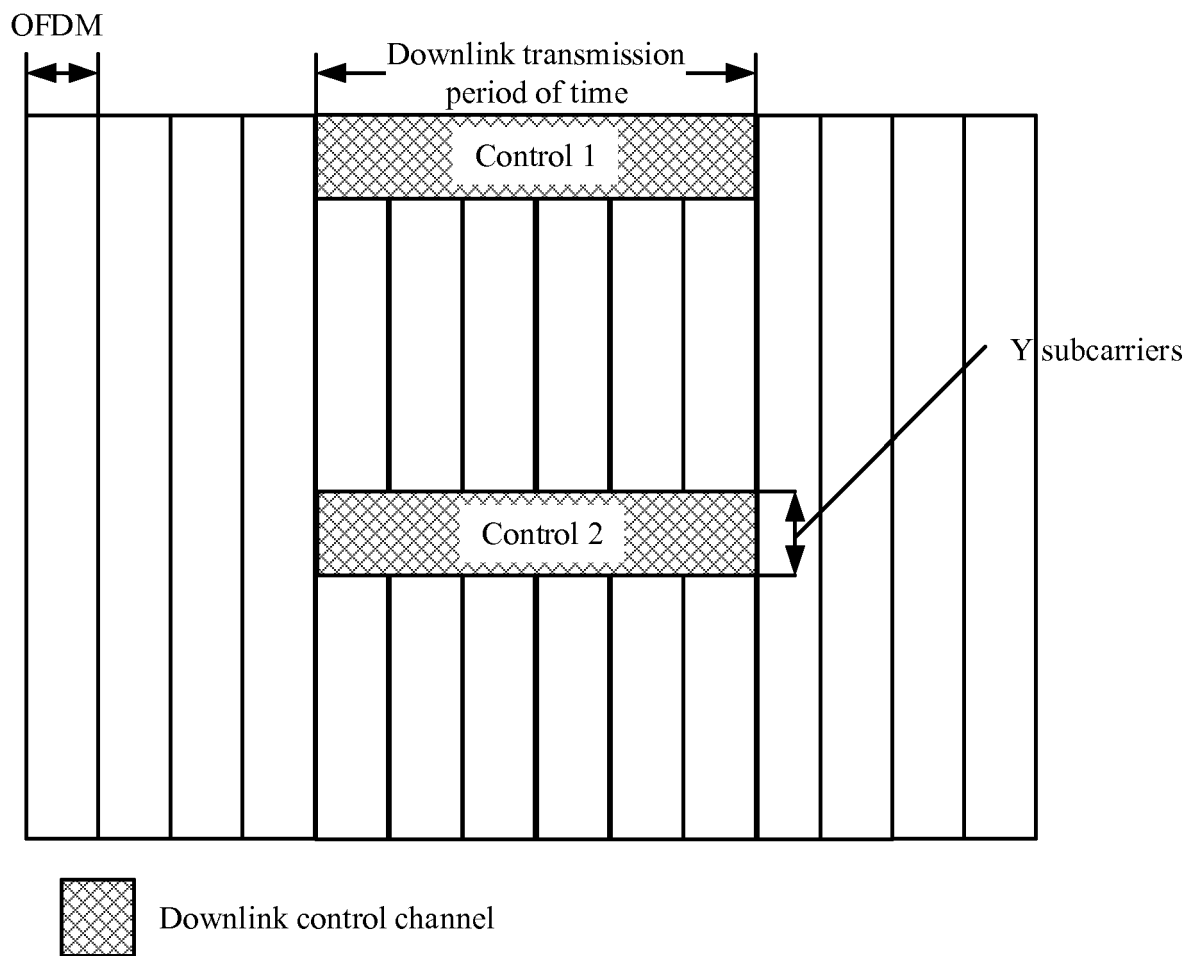 OFDM
Downlink transmission
period of time
Control 1
Y subcarriers
Control 2
Downlink control channel